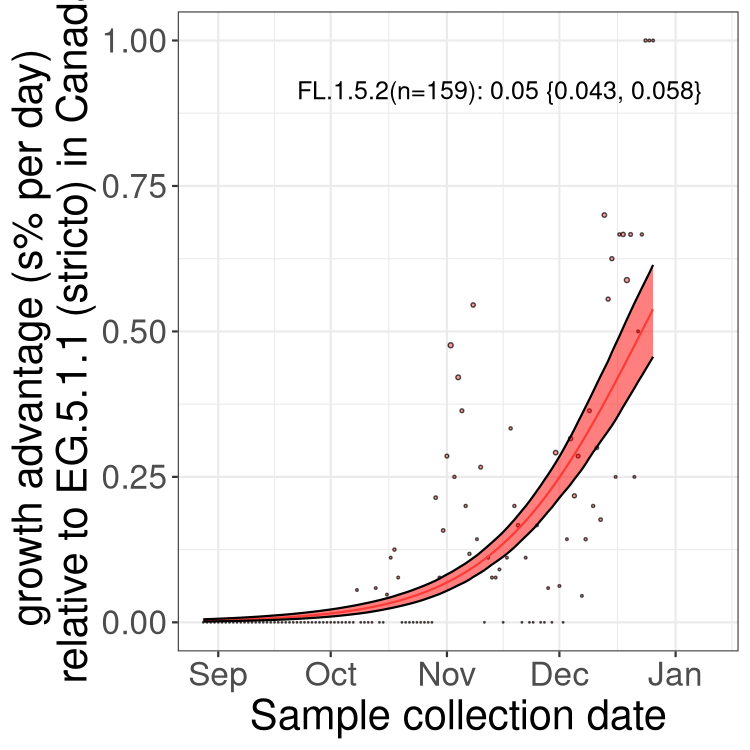 growth advantage (s% per day)
relative to EG.5.1.1 (stricto) in Canada
1.00
0.75
0.50
0.25
0.00
FL.1.5.2(n=159): 0.05 {0.043, 0.058}
Sep Oct Nov Dec Jan
Sample collection date